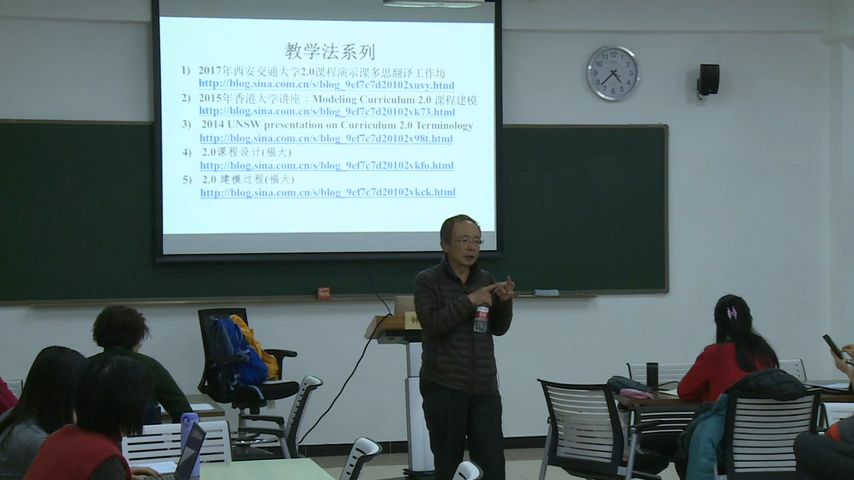 教学法系列
1) 2017年西安交通大学2.0课程演示课多思翻译工作坊
http://blog.sina.com.cn/s/blog_9ef7c7d20102xuvy.html
2) 2015年香港大学讲座：Modeling Curriculum 2.0 课程建模
http://blog.sina.com.cn/s/blog_9ef7c7d20102vk73.html
3) 2014 UNSW presentation on Curriculum 2.0 Terminology
http://blog.sina.com.cn/s/blog_9ef7c7d20102v98t.html
4) 2.0课程设计(福大)
http://blog.sina.com.cn/s/blog_9ef7c7d20102vkfo.html
5) 2.0 建模过程(福大)
http://blog.sina.com.cn/s/blog_9ef7c7d20102vkck.html